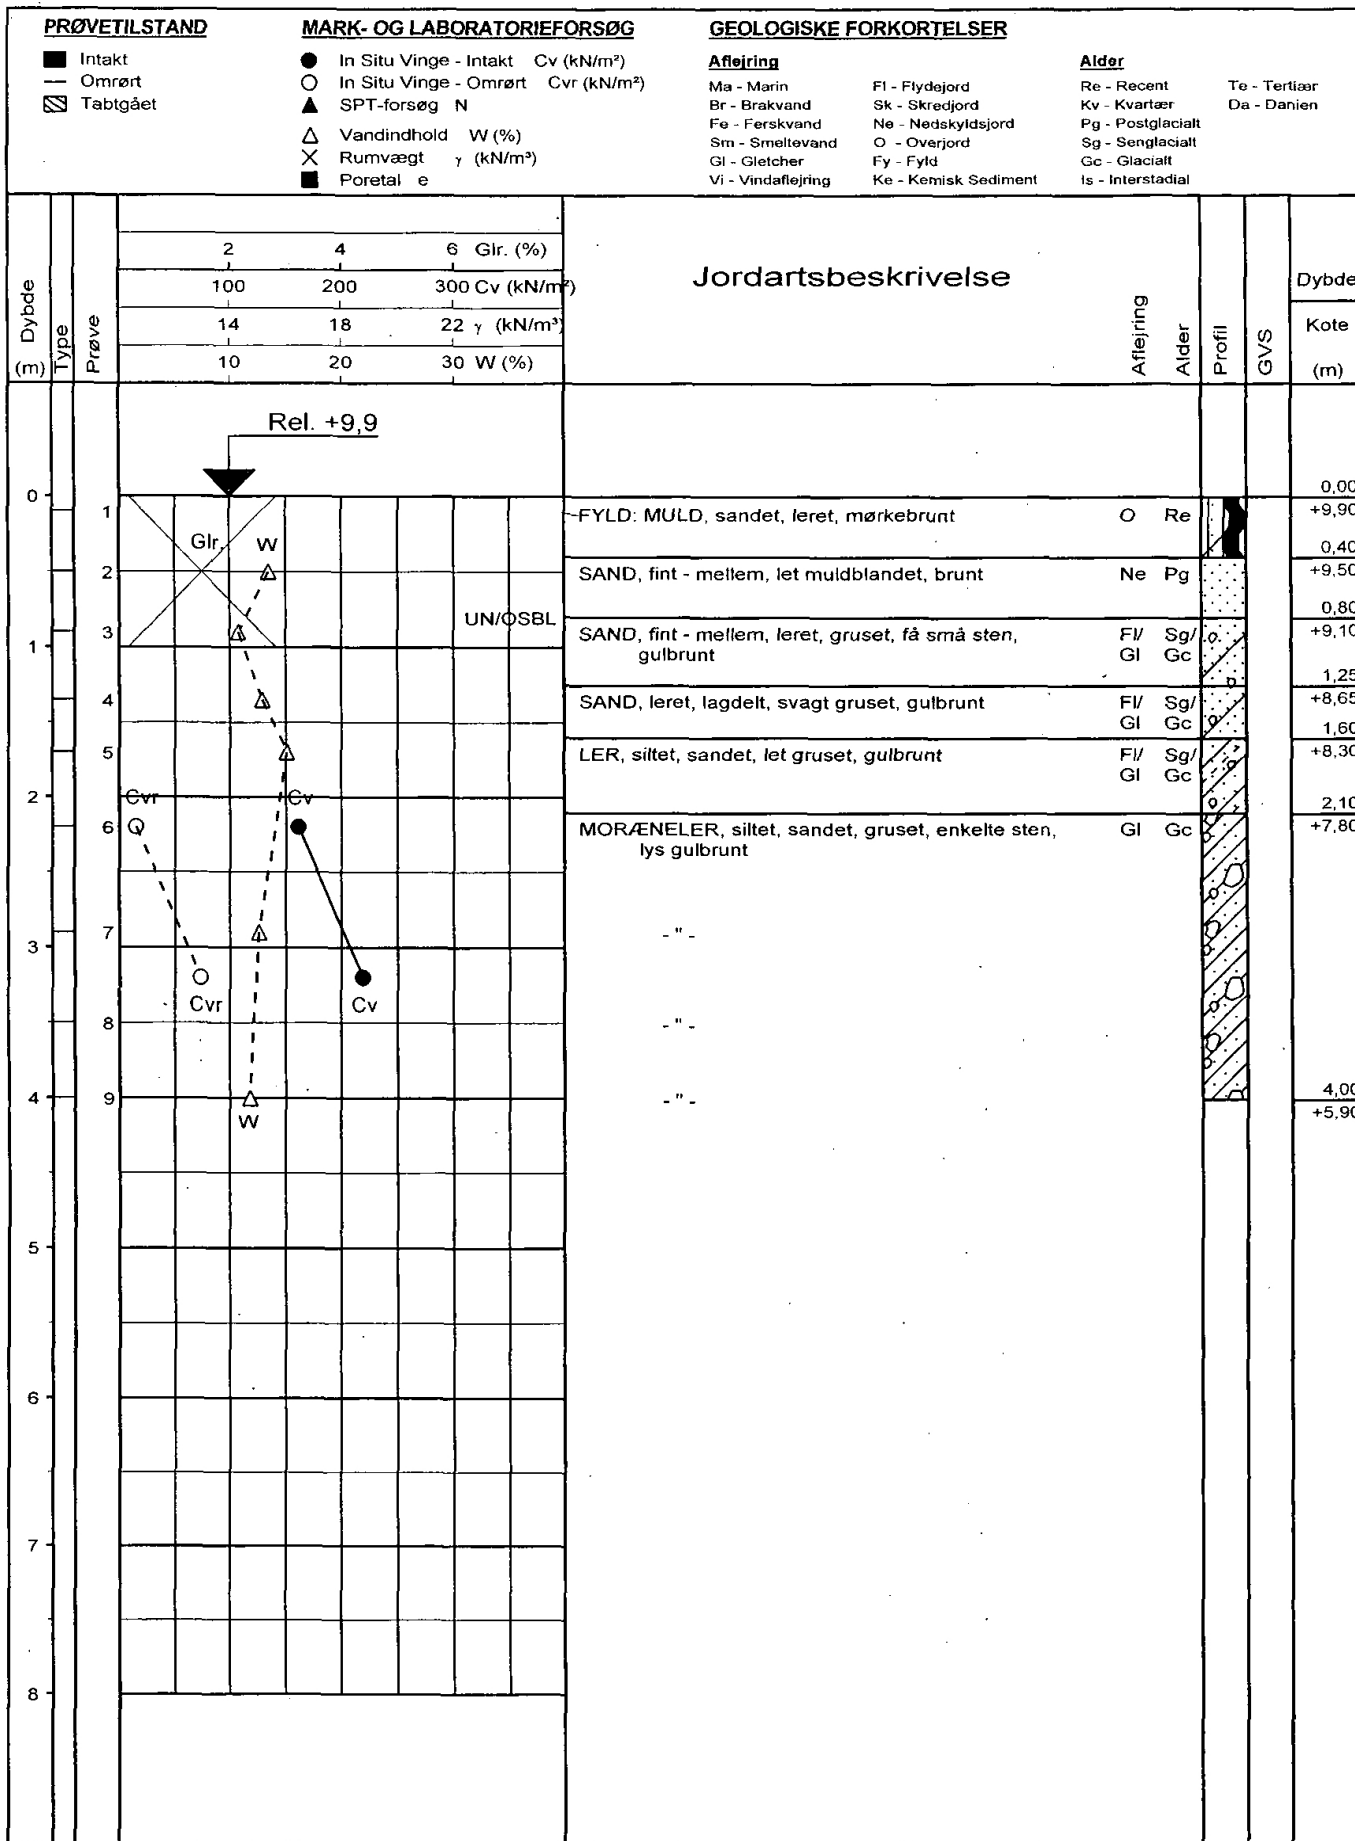 PRØVETILSTAND
Intakt
Omrørt
Tabtgået
MARK- OG LABORATORIEFORSØG
In Situ Vinge - Intakt Cv (kN/m²)
In Situ Vinge - Omrørt Cvr (kN/m²)
SPT-forsøg N
Vandindhold W (%)
Rumvægt γ (kN/m³)
Poretal e
GEOLOGISKE FORKORTELSER
Aflejring
Ma - Marin
Br - Brakvand
Fe - Ferskvand
Sm - Smeltevand
Gl - Gletcher
Vi - Vindaflejring
Fl - Flydejord
Sk - Skredjord
Ne - Nedskyldsjord
O - Overjord
Fy - Fyld
Ke - Kemisk Sediment
Alder
Re - Recent
Kv - Kvartær
Pg - Postglacialt
Sg - Senglacialt
Gc - Glacialt
Is - Interstadial
Te - Tertiær
Da - Danien
Dybde
(m)
Type
Prøve
2 4 6 Glr. (%)
100 200 300 Cv (kN/m²)
14 18 22 γ (kN/m³)
10 20 30 W (%)
Jordartsbeskrivelse
Aflejring
Alder
Profil
GVS
Dybde
Kote
(m)
Rel. +9,9
0 0,00
1 FYLD: MULD, sandet, leret, mørkebrunt O Re +9,90
Glr. W 0,40
2 SAND, fint - mellem, let muldblandet, brunt Ne Pg +9,50
UN/OSBL 0,80
3 SAND, fint - mellem, leret, gruset, få små sten, Fl/ Sg/ +9,10
1 gulbrunt Gl Gc
1,25
4 SAND, leret, lagdelt, svagt gruset, gulbrunt Fl/ Sg/ +8,65
Gl Gc 1,60
5 LER, siltet, sandet, let gruset, gulbrunt Fl/ Sg/ +8,30
Gl Gc
2 Cvr Cv 2,10
6 MORÆNELER, siltet, sandet, gruset, enkelte sten, Gl Gc +7,80
lys gulbrunt
7 - " -
3
Cvr Cv
8 - " -
4 9 - " - 4,00
W +5,90
5
6
7
8